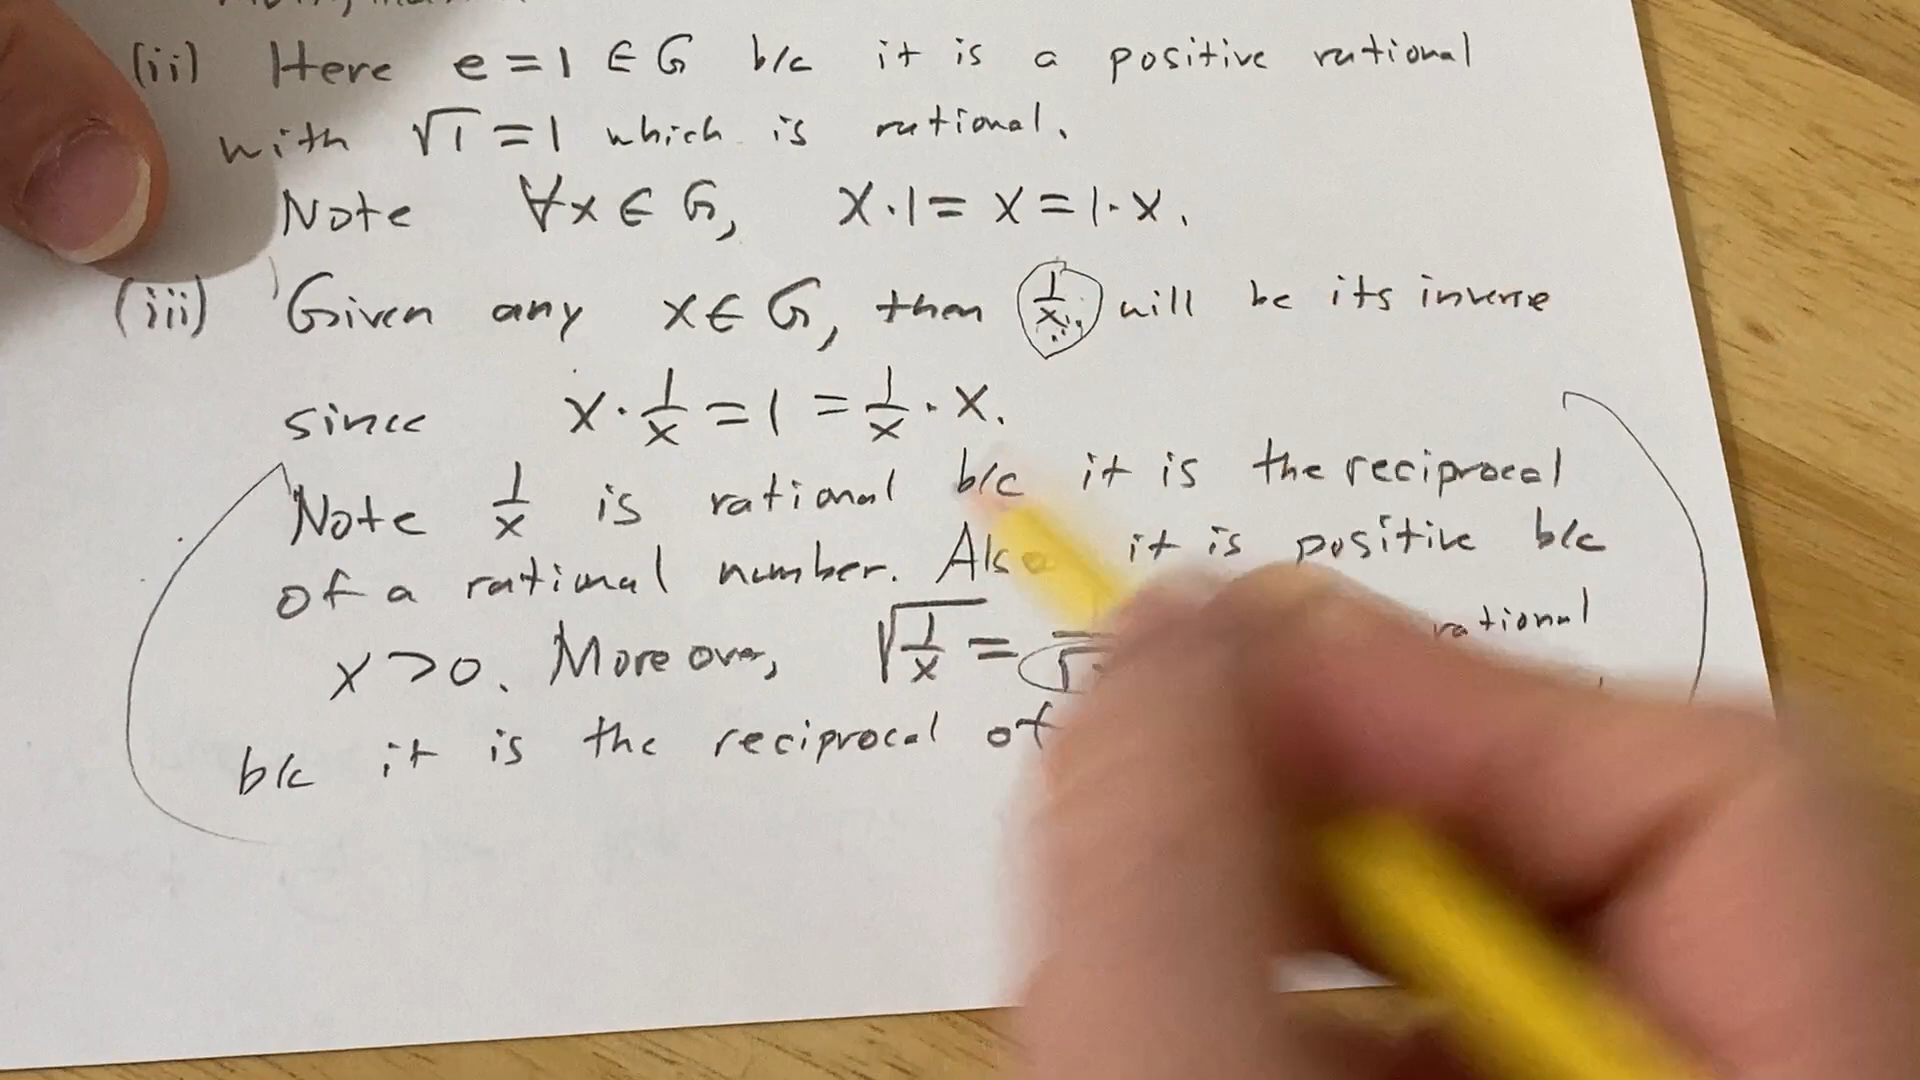 (ii) Here e = 1 ∈ G b/c it is a positive rational
with √1 = 1 which is rational.
Note ∀x ∈ G, x·1 = x = 1·x.
(iii) Given any x ∈ G, then 1/x will be its inverse
since x · 1/x = 1 = 1/x · x.
Note 1/x is rational b/c it is the reciprocal
of a rational number. Also it is positive b/c
x > 0. Moreover, √(1/x) = rational
b/c it is the reciprocal of